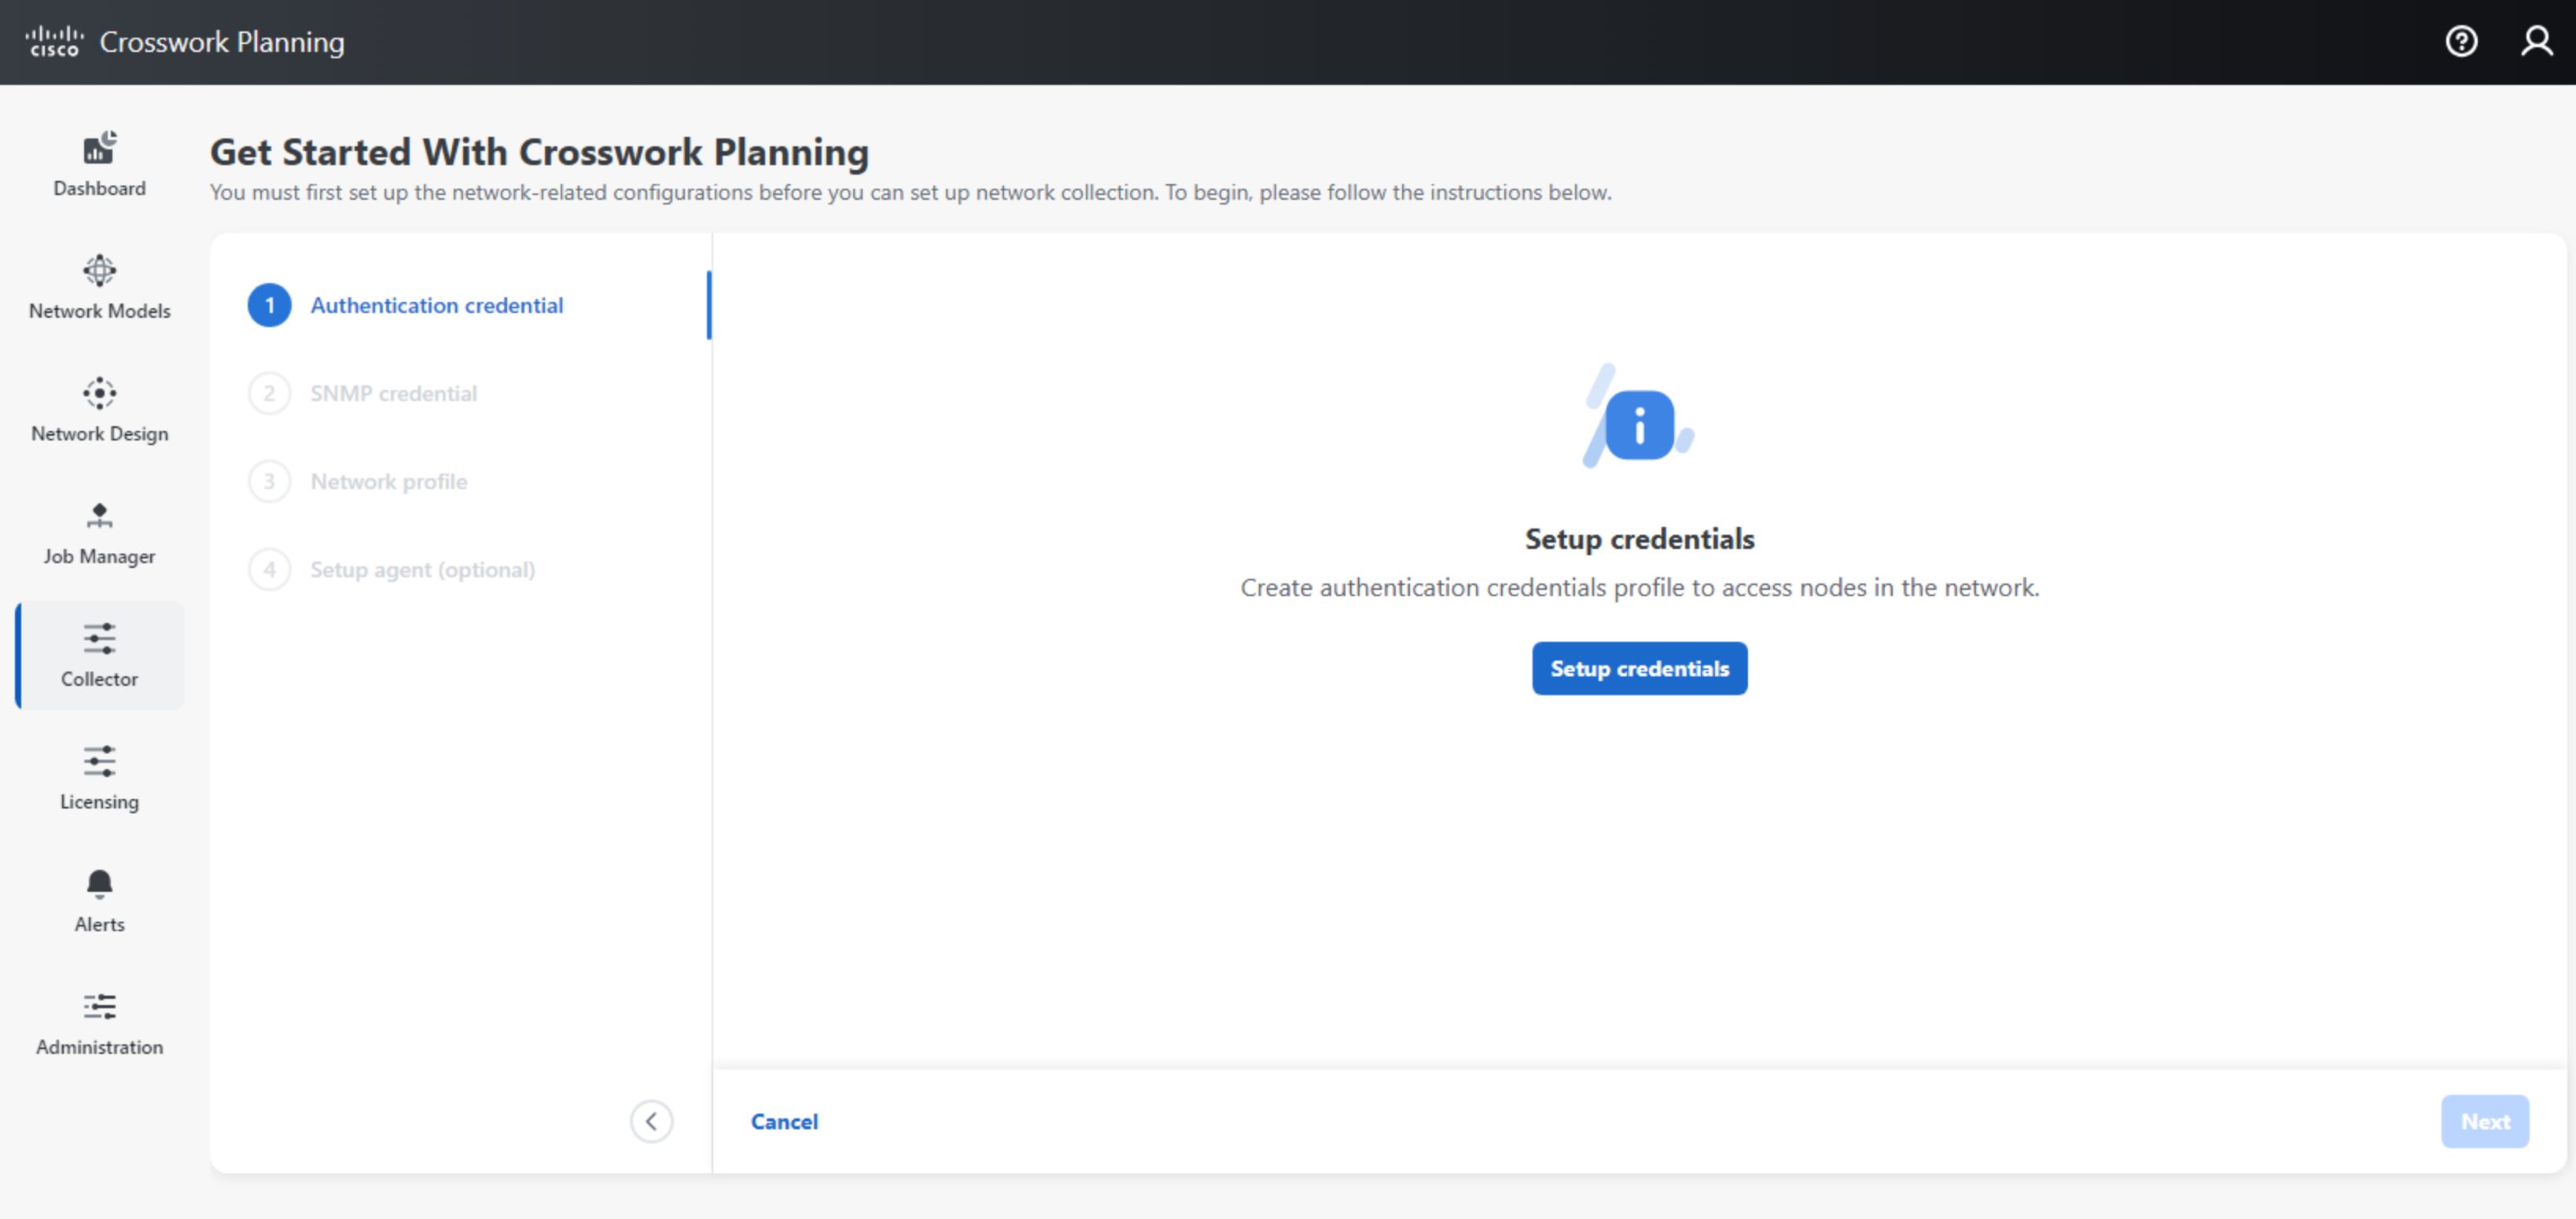 CISCO Crosswork Planning
Dashboard
Network Models
Network Design
Job Manager
Collector
Licensing
Alerts
Administration
Get Started With Crosswork Planning
You must first set up the network-related configurations before you can set up network collection. To begin, please follow the instructions below.
1 Authentication credential
2 SNMP credential
3 Network profile
4 Setup agent (optional)
Setup credentials
Create authentication credentials profile to access nodes in the network.
Setup credentials
Cancel
Next